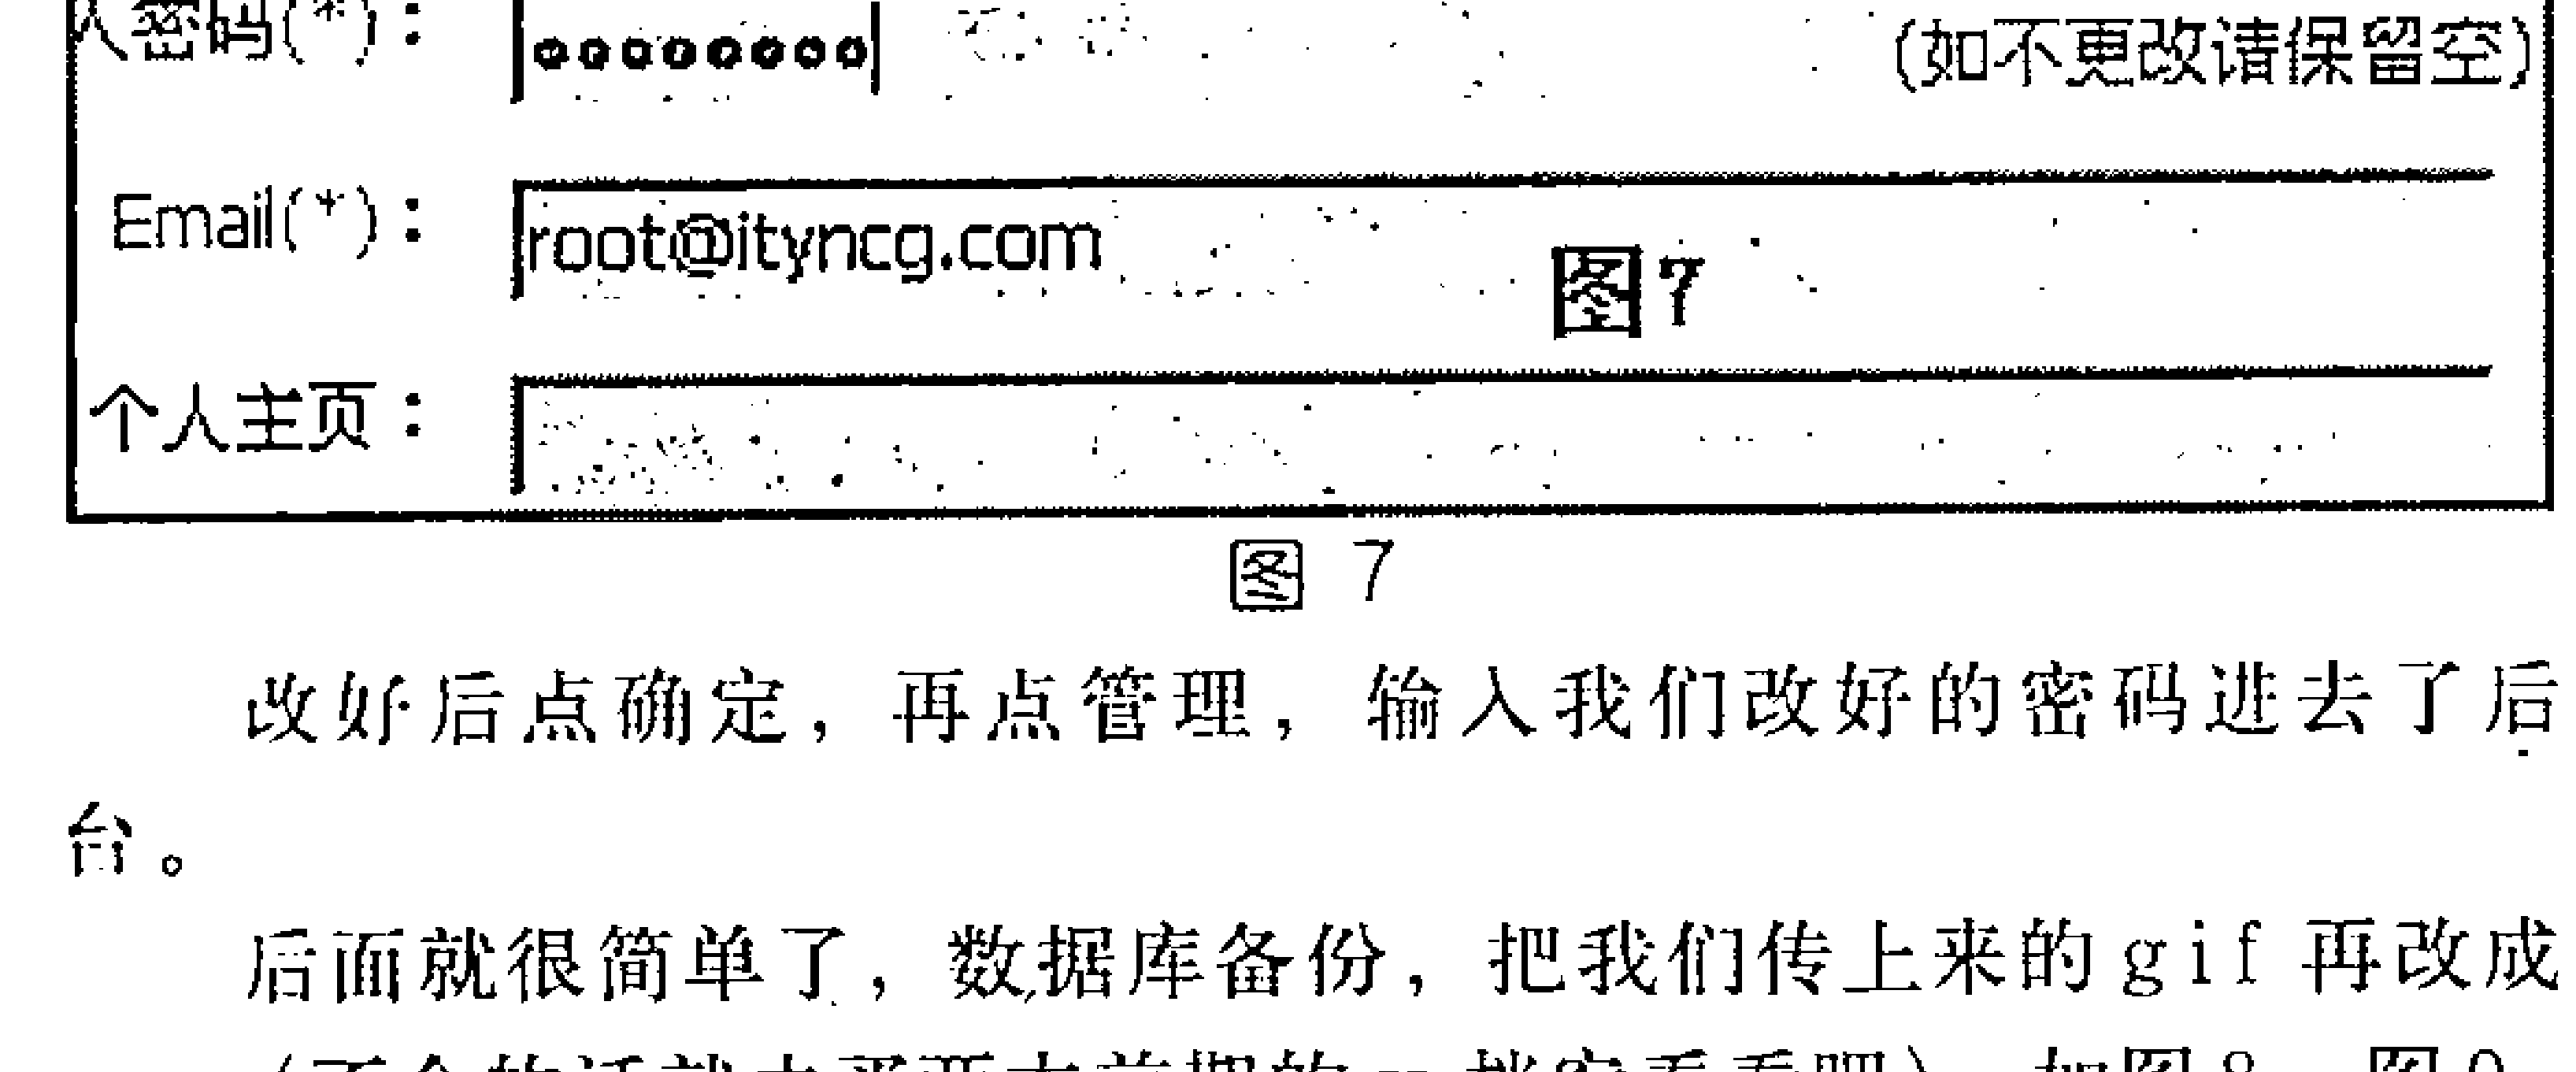 人密码(*)： (如不更改请保留空)
Email(*)： root@ityncg.com
图7
个人主页：
图 7
改好后点确定，再点管理，输入我们改好的密码进去了后
台。
后面就很简单了，数据库备份，把我们传上来的gif再改成